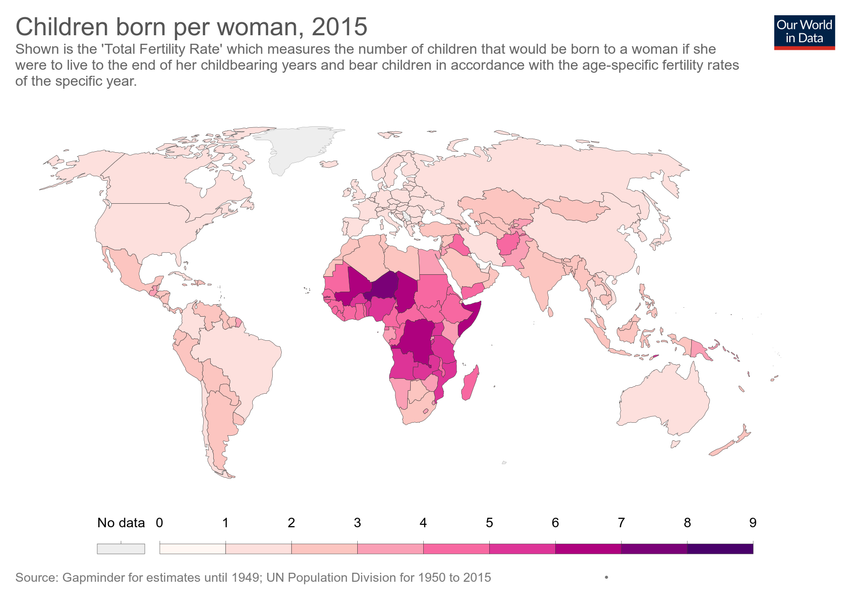 Children born per woman, 2015
Our World
in Data
Shown is the 'Total Fertility Rate' which measures the number of children that would be born to a woman if she
were to live to the end of her childbearing years and bear children in accordance with the age-specific fertility rates
of the specific year.
No data 0 1 2 3 4 5 6 7 8 9
Source: Gapminder for estimates until 1949; UN Population Division for 1950 to 2015 •